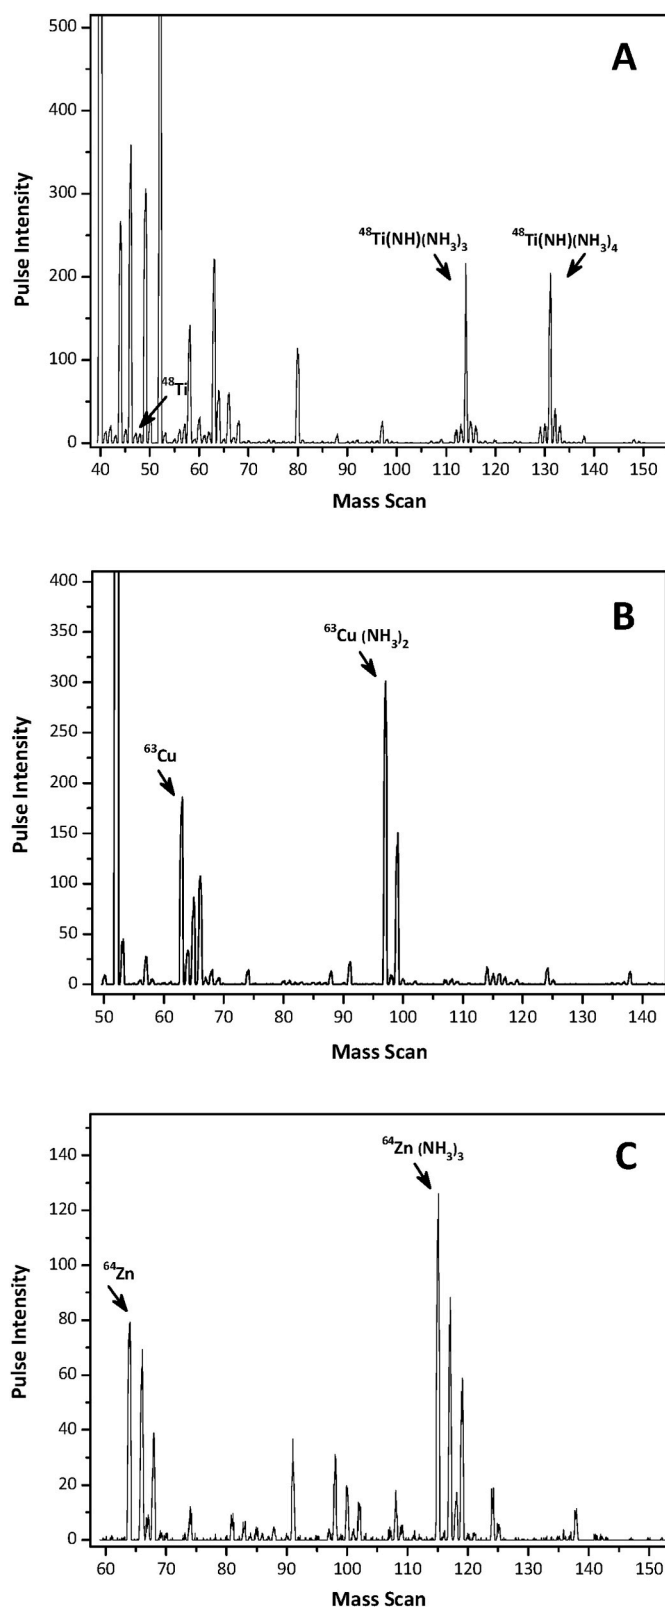 A
500
400
300
200
100
0
Pulse Intensity
⁴⁸Ti
⁴⁸Ti(NH)(NH₃)₃
⁴⁸Ti(NH)(NH₃)₄
40 50 60 70 80 90 100 110 120 130 140 150
Mass Scan
B
400
350
300
250
200
150
100
50
0
Pulse Intensity
⁶³Cu
⁶³Cu (NH₃)₂
50 60 70 80 90 100 110 120 130 140
Mass Scan
C
140
120
100
80
60
40
20
0
Pulse Intensity
⁶⁴Zn
⁶⁴Zn (NH₃)₃
60 70 80 90 100 110 120 130 140 150
Mass Scan